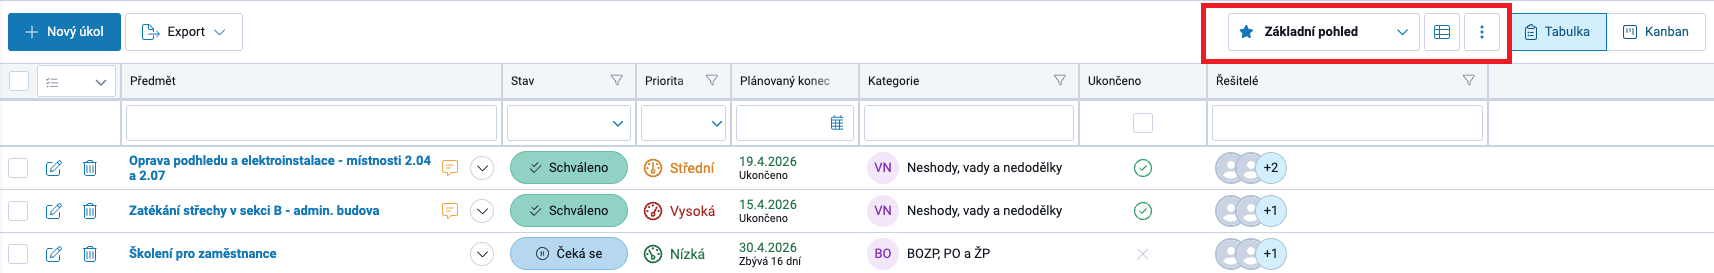 Nový úkol
Export
Základní pohled
Tabulka
Kanban
Předmět
Stav
Priorita
Plánovaný konec
Kategorie
Ukončeno
Řešitelé
Oprava podhledu a elektroinstalace - místnosti 2.04
a 2.07
Schváleno
Střední
19.4.2026
Ukončeno
VN
Neshody, vady a nedodělky
+2
Zatékání střechy v sekci B - admin. budova
Schváleno
Vysoká
15.4.2026
Ukončeno
VN
Neshody, vady a nedodělky
+1
Školení pro zaměstnance
Čeká se
Nízká
30.4.2026
Zbývá 16 dní
BO
BOZP, PO a ŽP
+1